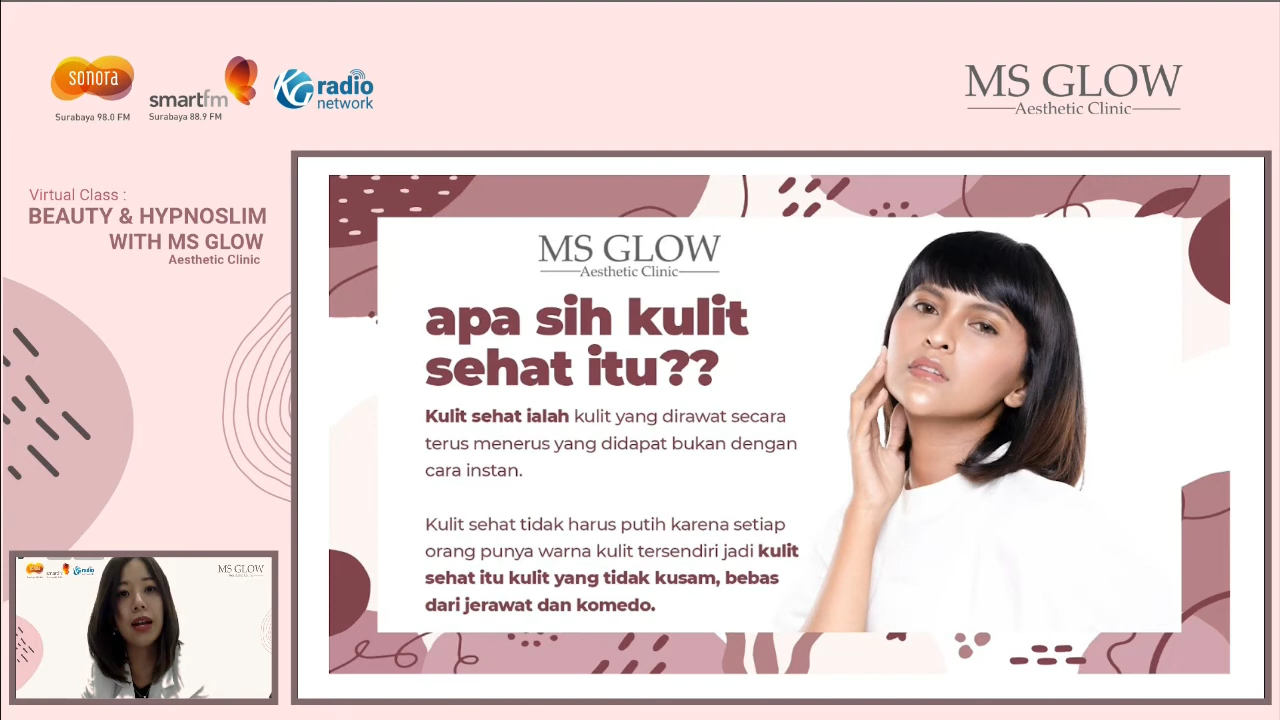 sonora
Surabaya 98.0 FM
smartfm
Surabaya 88.9 FM
KG radio
network
MS GLOW
Aesthetic Clinic
Virtual Class :
BEAUTY & HYPNOSLIM
WITH MS GLOW
Aesthetic Clinic
MS GLOW
Aesthetic Clinic
apa sih kulit
sehat itu??
Kulit sehat ialah kulit yang dirawat secara
terus menerus yang didapat bukan dengan
cara instan.
Kulit sehat tidak harus putih karena setiap
orang punya warna kulit tersendiri jadi kulit
sehat itu kulit yang tidak kusam, bebas
dari jerawat dan komedo.
radio
MS GLOW